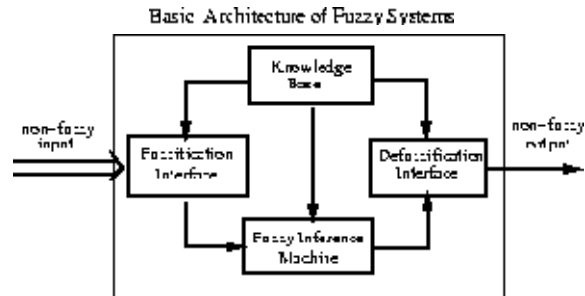 Basic Architecture of Fuzzy Systems
Knowledge
Base
non-fuzzy
input
Fuzzification
Interface
Defuzzification
Interface
non-fuzzy
output
Fuzzy Inference
Machine